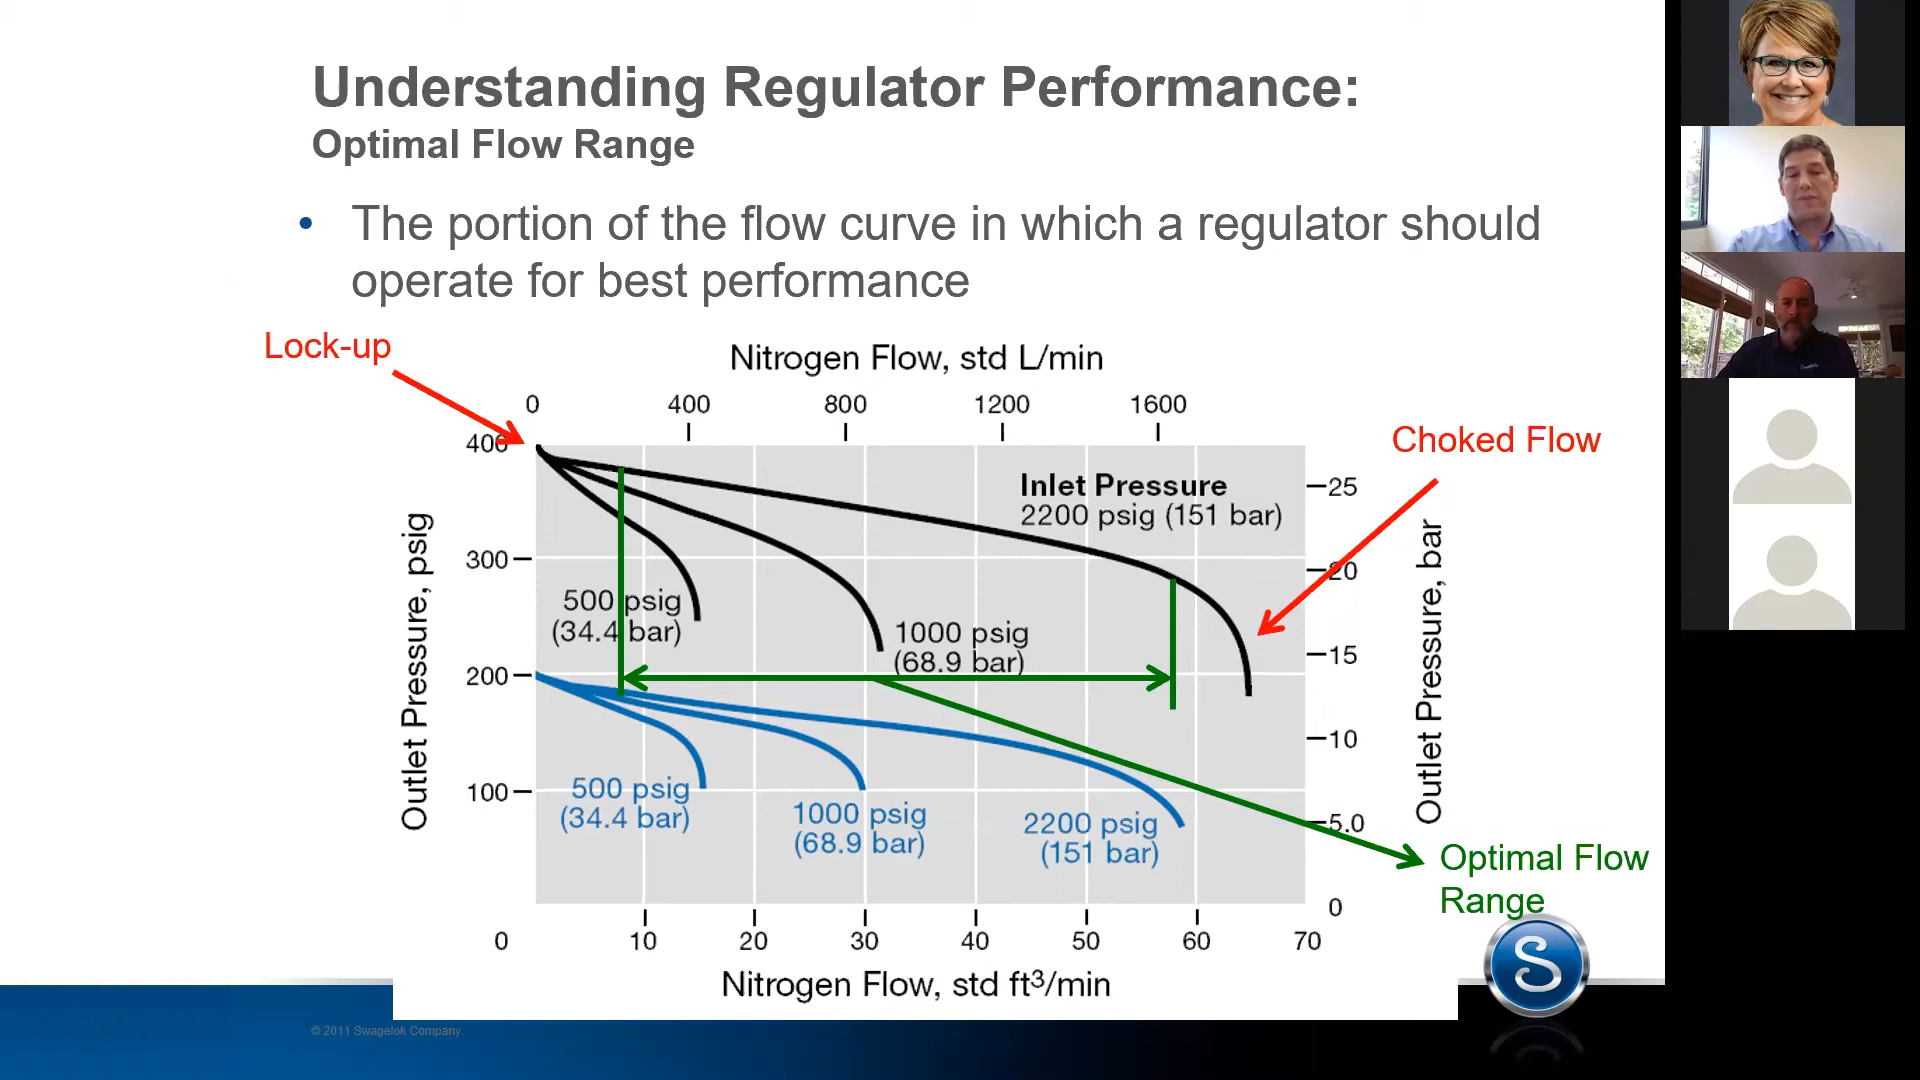 Understanding Regulator Performance:
Optimal Flow Range
• The portion of the flow curve in which a regulator should
operate for best performance
Lock-up
Nitrogen Flow, std L/min
0 400 800 1200 1600
Choked Flow
400
300
200
100
0
Outlet Pressure, psig
Inlet Pressure
2200 psig (151 bar)
500 psig
(34.4 bar)
1000 psig
(68.9 bar)
500 psig
(34.4 bar)
1000 psig
(68.9 bar)
2200 psig
(151 bar)
25
20
15
10
5.0
0
Outlet Pressure, bar
Optimal Flow
Range
10 20 30 40 50 60 70
Nitrogen Flow, std ft³/min
S
© 2011 Swagelok Company.